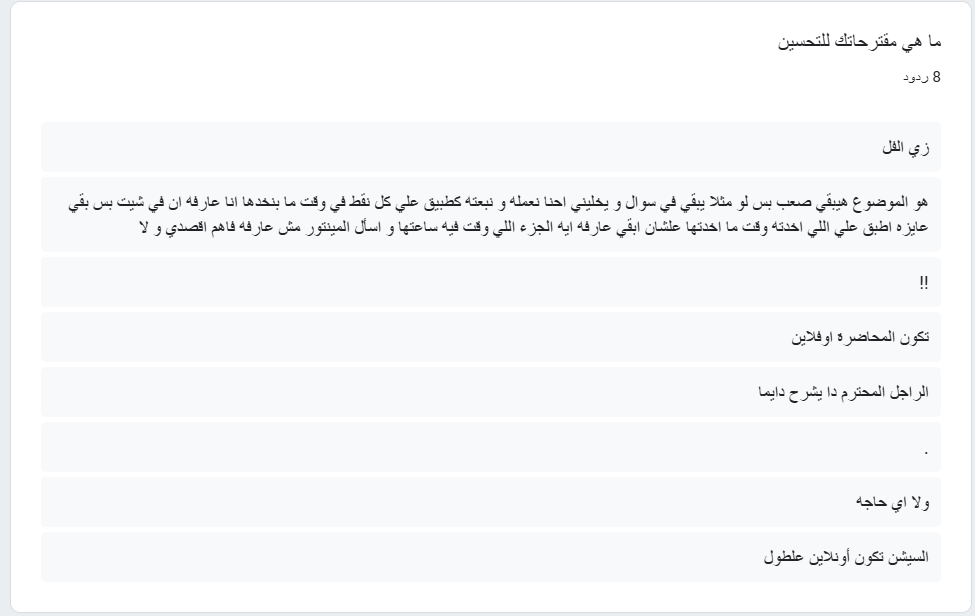 ما هي مقترحاتك للتحسين
8 ردود
زي الفل
هو الموضوع هيبقي صعب بس لو مثلا يبقي في سوال و يخليني احنا نعمله و نبعته كطبيق علي كل نقط في وقت ما بنخدها انا عارفه ان في شيت بس بقي
عايزه اطبق علي اللي اخدته وقت ما اخدتها علشان ابقي عارفه ايه الجزء اللي وقت فيه ساعتها و اسأل المينتور مش عارفه فاهم اقصدي و لا
!!
تكون المحاضرة اوفلاين
الراجل المحترم دا يشرح دايما
.
ولا اي حاجه
السيشن تكون أونلاين علطول